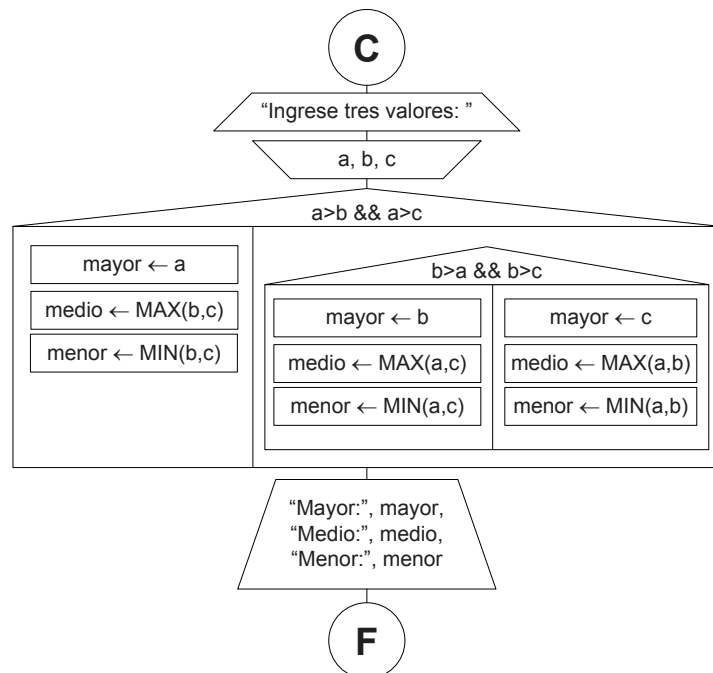 C
“Ingrese tres valores: ”
a, b, c
a>b && a>c
mayor ← a
medio ← MAX(b,c)
menor ← MIN(b,c)
b>a && b>c
mayor ← b
medio ← MAX(a,c)
menor ← MIN(a,c)
mayor ← c
medio ← MAX(a,b)
menor ← MIN(a,b)
“Mayor:”, mayor,
“Medio:”, medio,
“Menor:”, menor
F